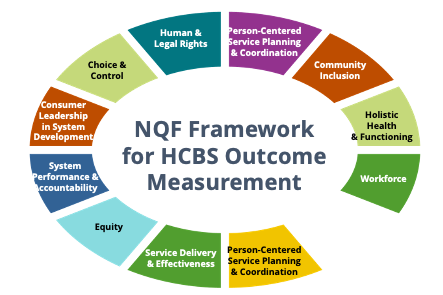 Human &
Legal Rights
Person-Centered
Service Planning
& Coordination
Choice &
Control
Community
Inclusion
Consumer
Leadership
in System
Development
Holistic
Health
& Functioning
NQF Framework
for HCBS Outcome
Measurement
System
Performance &
Accountability
Workforce
Equity
Service Delivery
& Effectiveness
Person-Centered
Service Planning
& Coordination